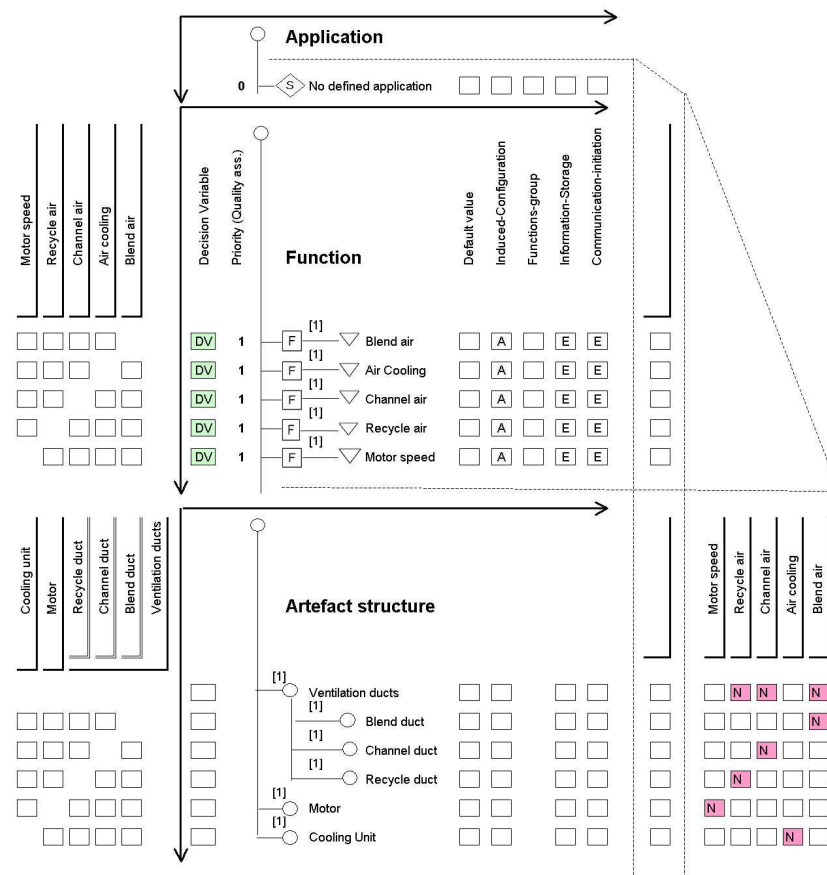 Application
0 S No defined application
Motor speed
Recycle air
Channel air
Air cooling
Blend air
Decision Variable
Priority (Quality ass.)
Function
Default value
Induced-Configuration
Functions-group
Information-Storage
Communication-initiation
DV 1 F [1] Blend air A E E
DV 1 F [1] Air Cooling A E E
DV 1 F [1] Channel air A E E
DV 1 F [1] Recycle air A E E
DV 1 F [1] Motor speed A E E
Cooling unit
Motor
Recycle duct
Channel duct
Blend duct
Ventilation ducts
Artefact structure
Motor speed
Recycle air
Channel air
Air cooling
Blend air
[1] Ventilation ducts N N N
[1] Blend duct N
[1] Channel duct N
[1] Recycle duct N
[1] Motor N
[1] Cooling Unit N